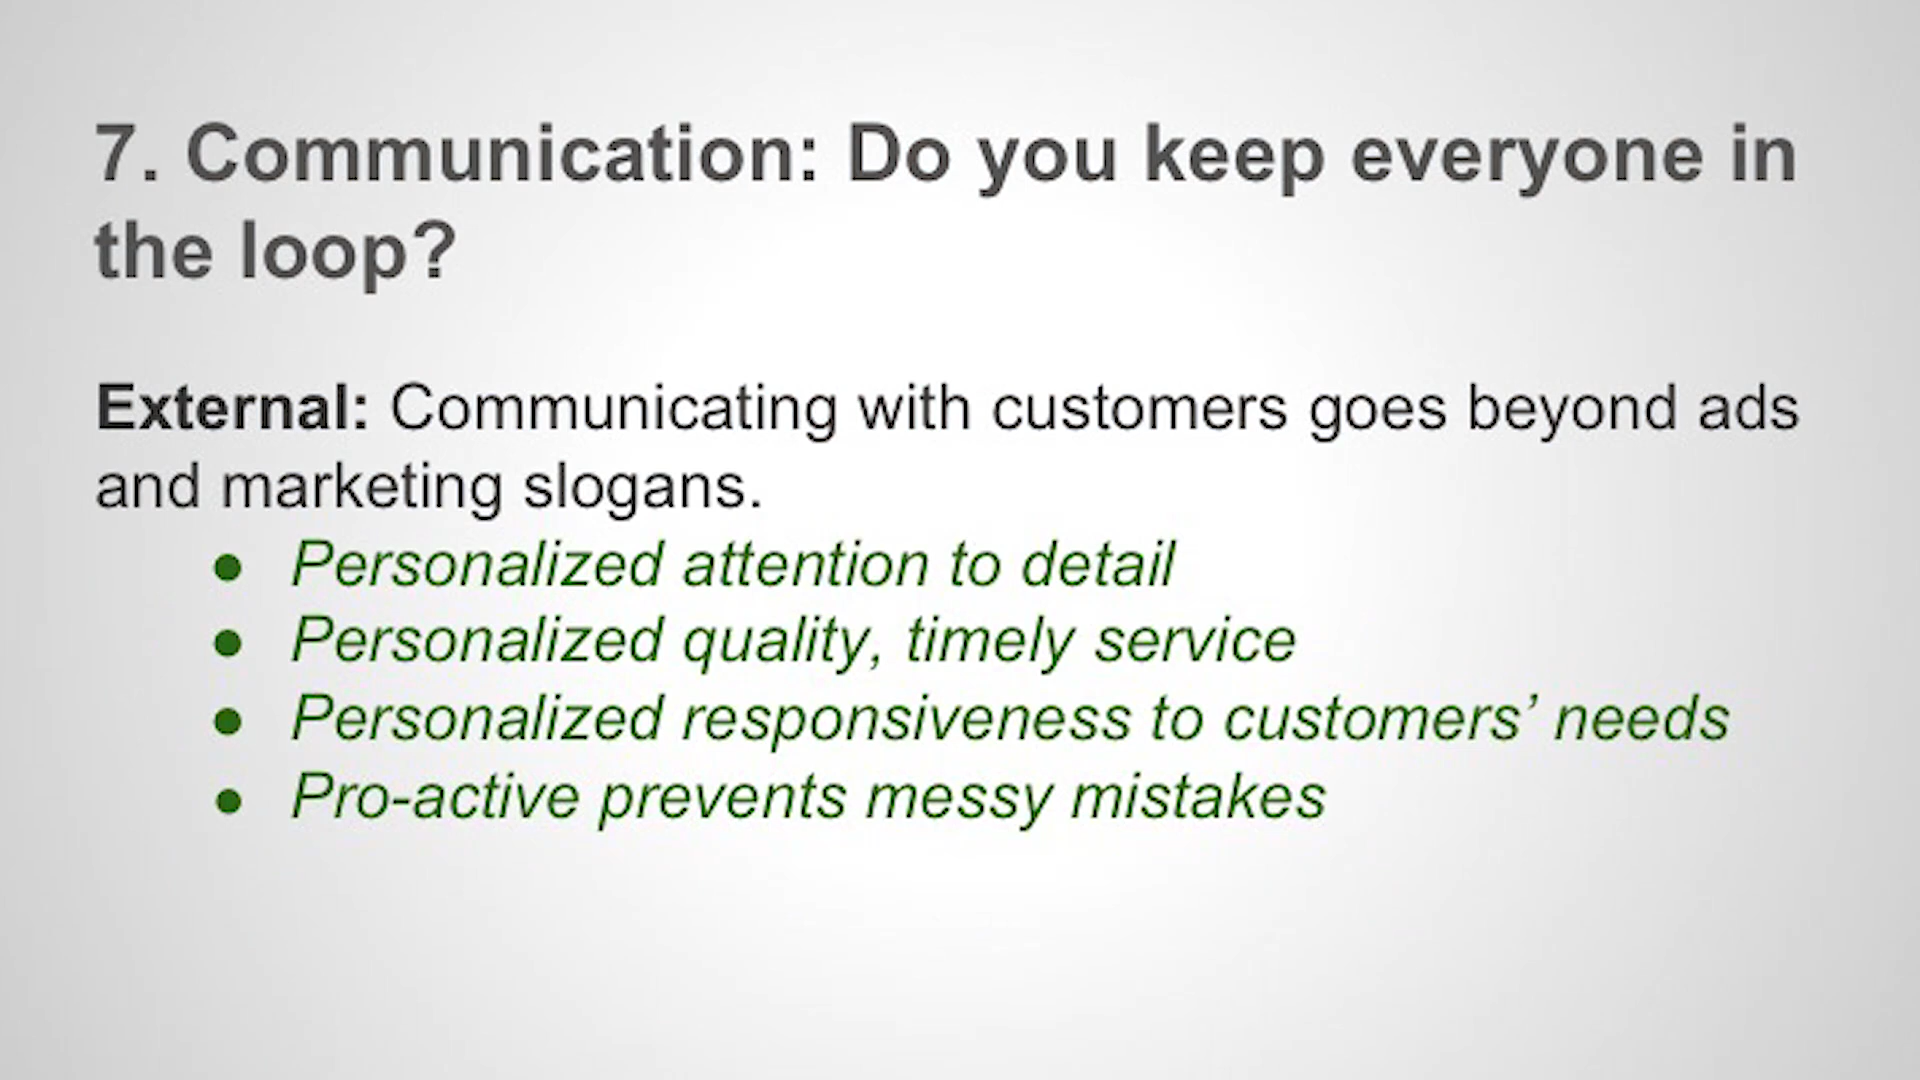 7. Communication: Do you keep everyone in
the loop?
External: Communicating with customers goes beyond ads
and marketing slogans.
● Personalized attention to detail
● Personalized quality, timely service
● Personalized responsiveness to customers’ needs
● Pro-active prevents messy mistakes